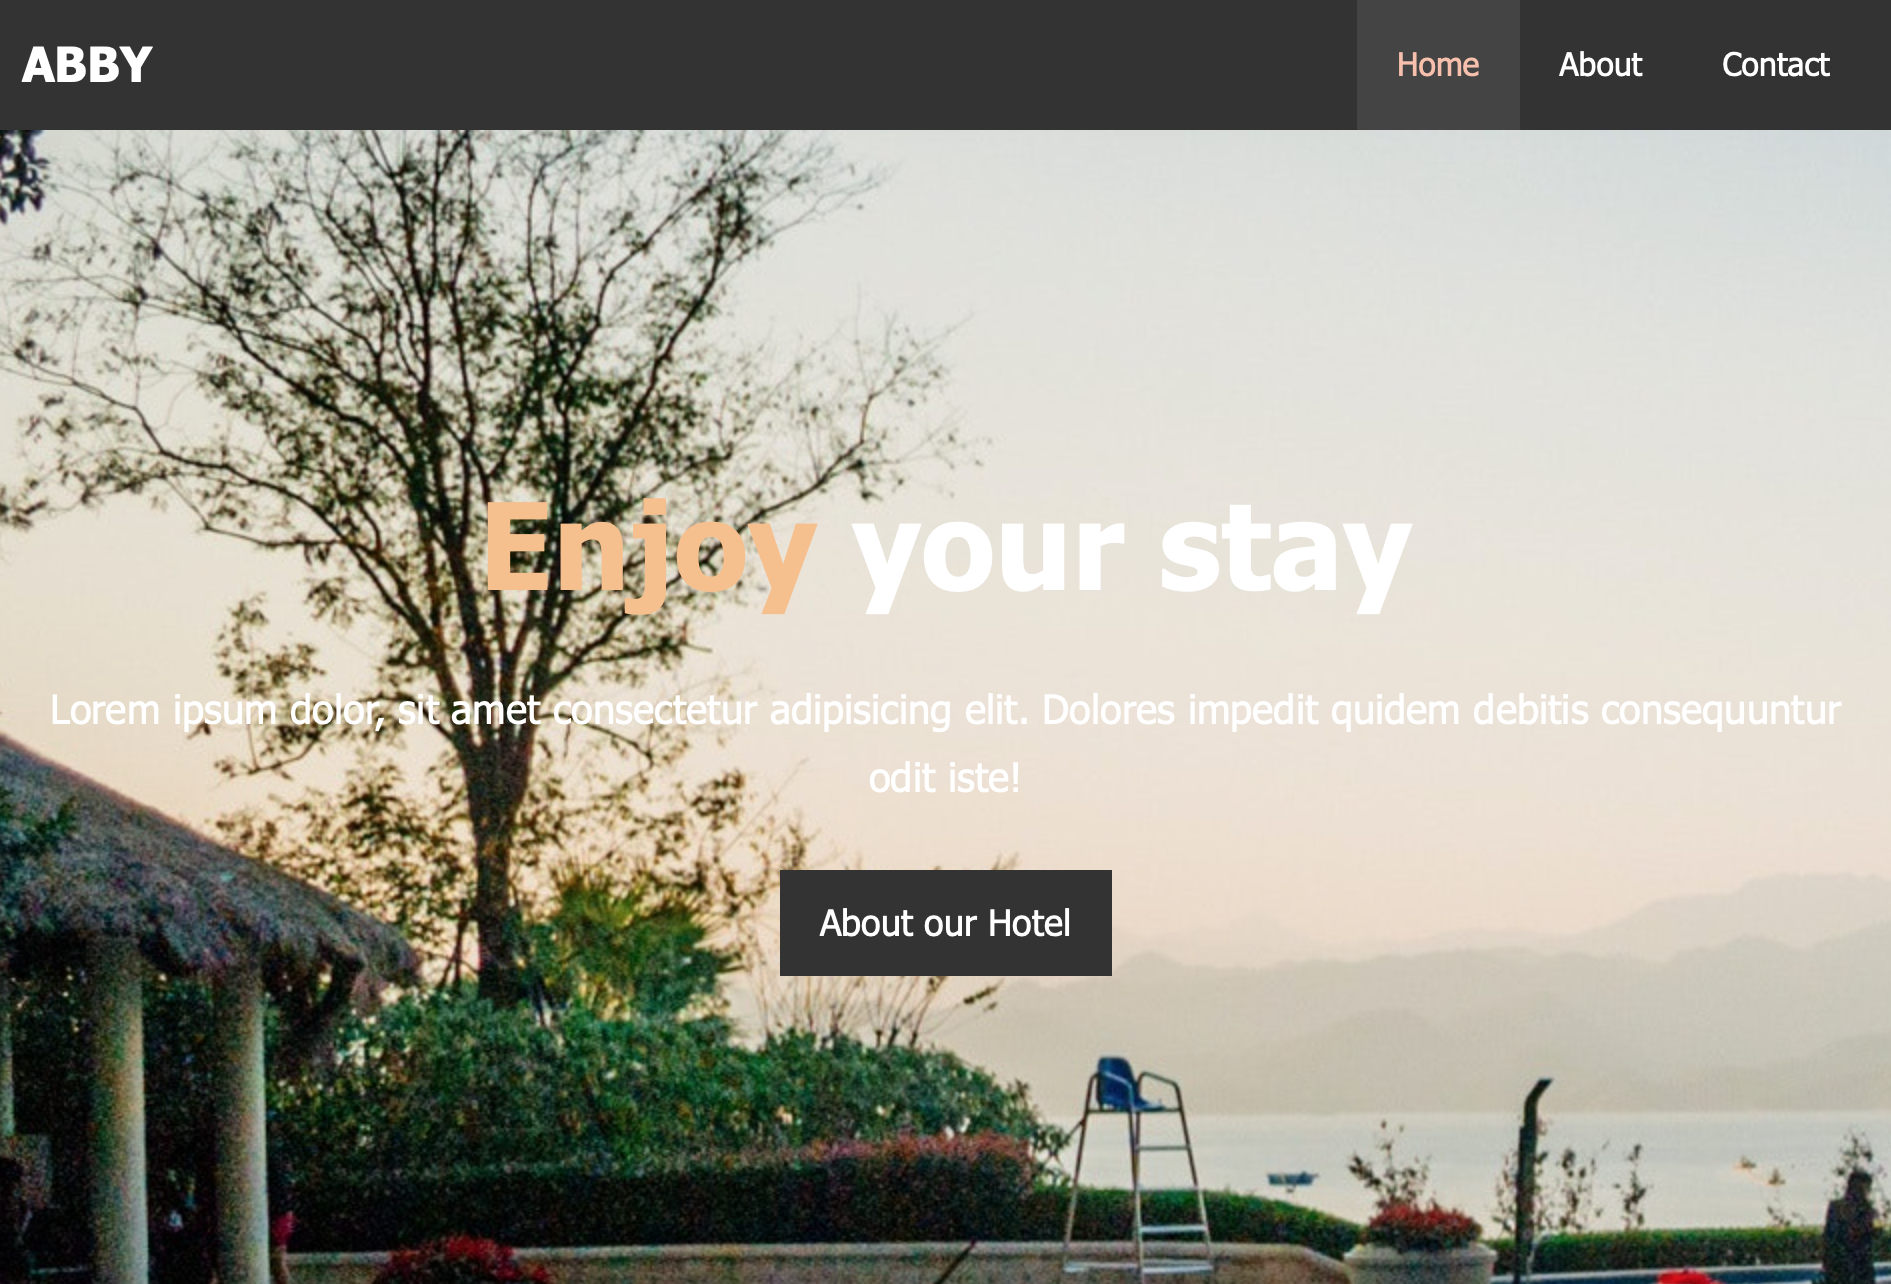 ABBY
Home
About
Contact
Enjoy your stay
Lorem ipsum dolor, sit amet consectetur adipisicing elit. Dolores impedit quidem debitis consequuntur
odit iste!
About our Hotel